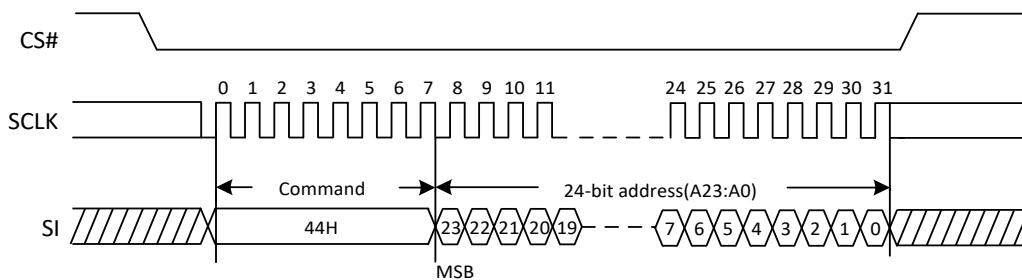 CS#
0 1 2 3 4 5 6 7 8 9 10 11 24 25 26 27 28 29 30 31
SCLK
Command 24-bit address(A23:A0)
SI 44H 23 22 21 20 19 7 6 5 4 3 2 1 0
MSB